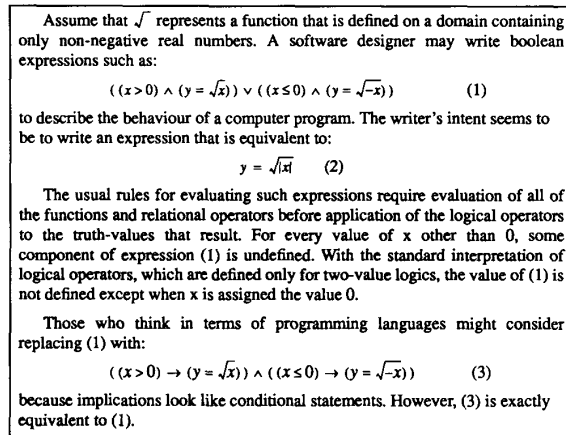 Assume that √ represents a function that is defined on a domain containing
only non-negative real numbers. A software designer may write boolean
expressions such as:
((x > 0) ∧ (y = √x)) ∨ ((x ≤ 0) ∧ (y = √-x)) (1)
to describe the behaviour of a computer program. The writer's intent seems to
be to write an expression that is equivalent to:
y = √|x| (2)
The usual rules for evaluating such expressions require evaluation of all of
the functions and relational operators before application of the logical operators
to the truth-values that result. For every value of x other than 0, some
component of expression (1) is undefined. With the standard interpretation of
logical operators, which are defined only for two-value logics, the value of (1) is
not defined except when x is assigned the value 0.
Those who think in terms of programming languages might consider
replacing (1) with:
((x > 0) → (y = √x)) ∧ ((x ≤ 0) → (y = √-x)) (3)
because implications look like conditional statements. However, (3) is exactly
equivalent to (1).